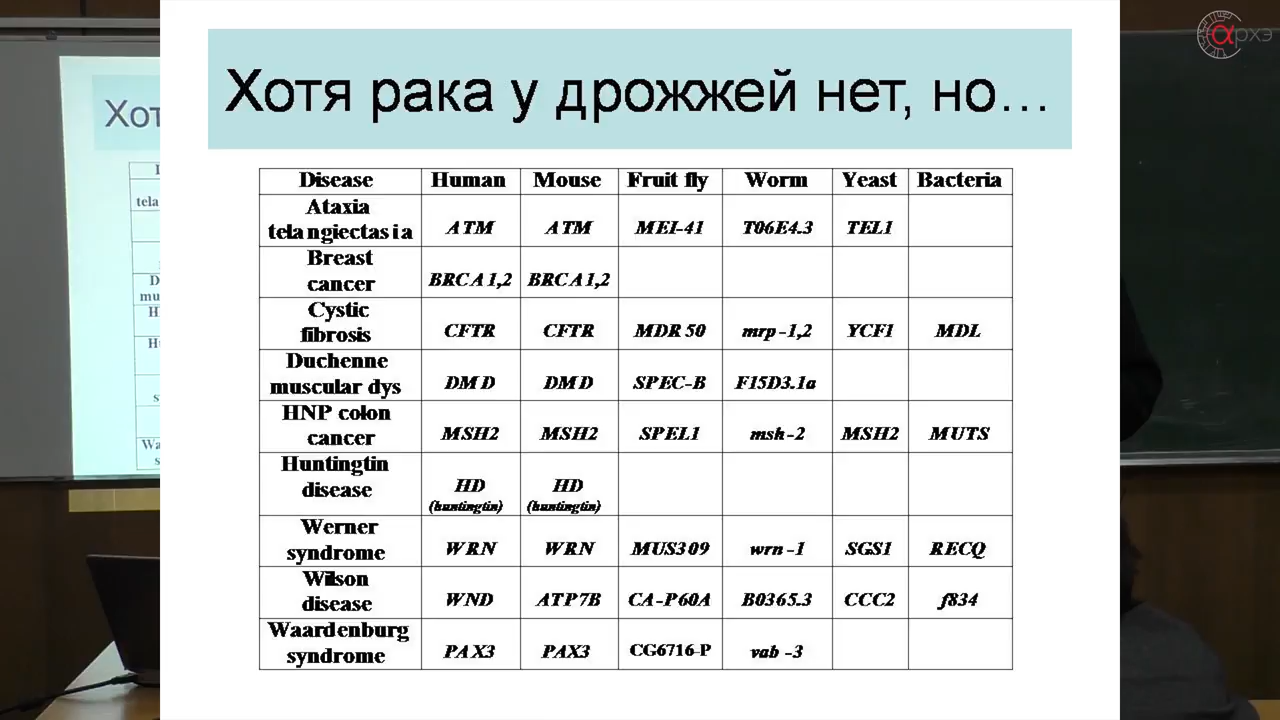 αрхэ
Хотя рака у дрожжей нет, но…
Хот
Disease Human Mouse Fruit fly Worm Yeast Bacteria
Ataxia
telangiectasia ATM ATM MEI-41 T06E4.3 TEL1
Breast
cancer BRCA1,2 BRCA1,2
Cystic
fibrosis CFTR CFTR MDR50 mrp-1,2 YCF1 MDL
Duchenne
muscular dys DMD DMD SPEC-B F15D3.1a
HNP colon
cancer MSH2 MSH2 SPEL1 msh-2 MSH2 MUTS
Huntingtin
disease HD HD
(huntingtin) (huntingtin)
Werner
syndrome WRN WRN MUS309 wrn-1 SGS1 RECQ
Wilson
disease WND ATP7B CA-P60A B0365.3 CCC2 f834
Waardenburg
syndrome PAX3 PAX3 CG6716-P vab-3